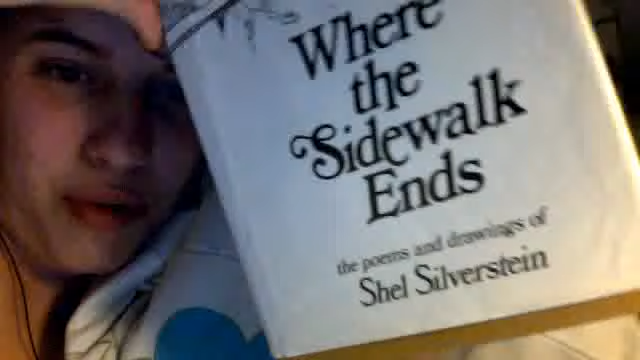 Where
the
Sidewalk
Ends
the poems and drawings of
Shel Silverstein